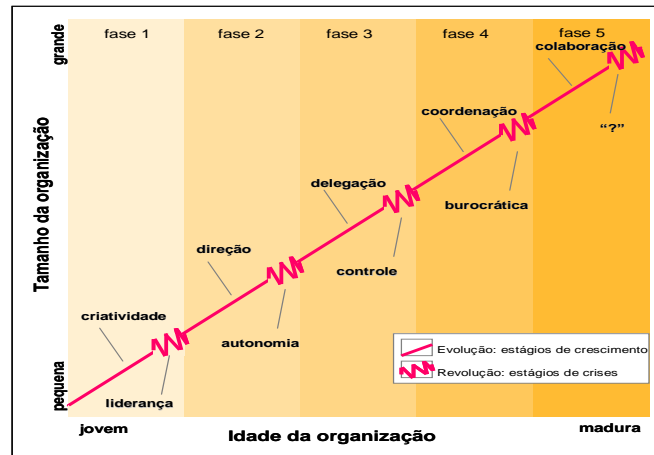 fase 1
fase 2
fase 3
fase 4
fase 5
grande
colaboração
coordenação
"?"
Tamanho da organização
delegação
burocrática
direção
controle
criatividade
autonomia
Evolução: estágios de crescimento
Revolução: estágios de crises
pequena
liderança
jovem
Idade da organização
madura